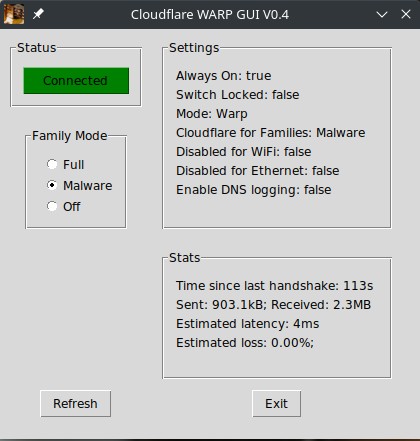 Cloudflare WARP GUI V0.4
Status
Connected
Family Mode
Full
Malware
Off
Settings
Always On: true
Switch Locked: false
Mode: Warp
Cloudflare for Families: Malware
Disabled for WiFi: false
Disabled for Ethernet: false
Enable DNS logging: false
Stats
Time since last handshake: 113s
Sent: 903.1kB; Received: 2.3MB
Estimated latency: 4ms
Estimated loss: 0.00%;
Refresh
Exit